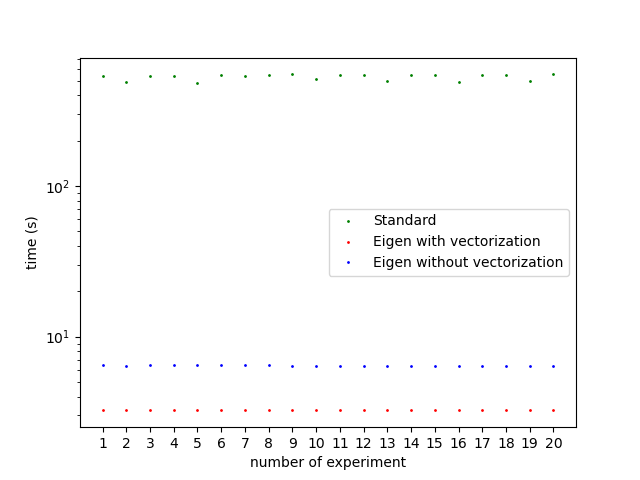 10²
time (s)
10¹
Standard
Eigen with vectorization
Eigen without vectorization
1 2 3 4 5 6 7 8 9 10 11 12 13 14 15 16 17 18 19 20
number of experiment